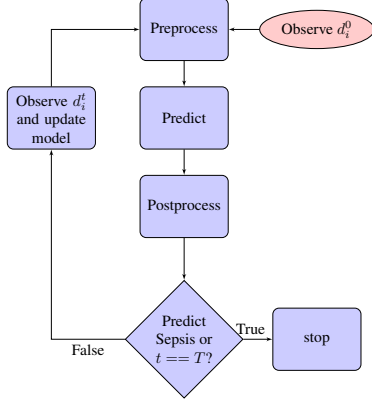 Preprocess
Observe $d_i^0$
Observe $d_i^t$
and update
model
Predict
Postprocess
Predict
Sepsis or
$t == T?$
True
stop
False